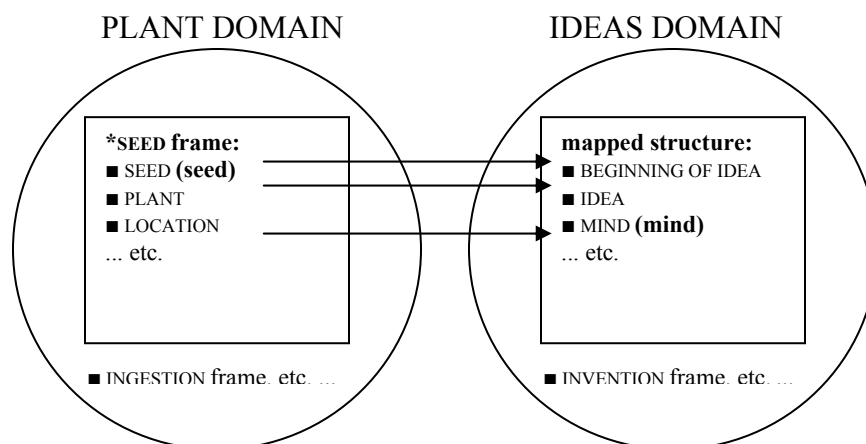 PLANT DOMAIN
IDEAS DOMAIN
*SEED frame:
■ SEED (seed)
■ PLANT
■ LOCATION
... etc.
mapped structure:
■ BEGINNING OF IDEA
■ IDEA
■ MIND (mind)
... etc.
■ INGESTION frame, etc. ...
■ INVENTION frame, etc. ...